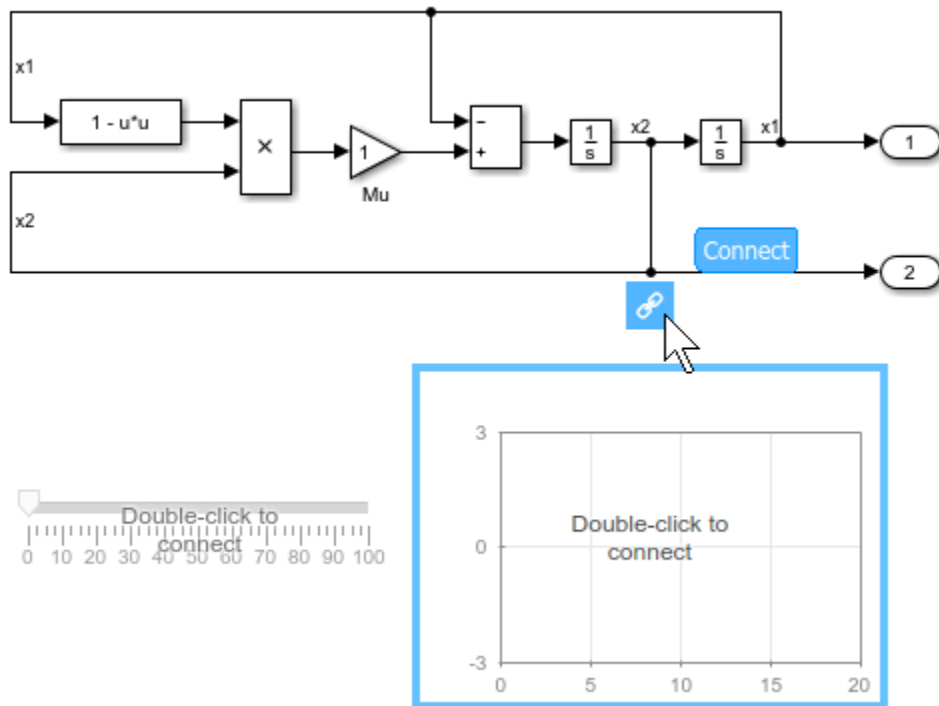 x1
1 - u*u
×
1
Mu
−
+
1
s
x2
1
s
x1
1
x2
Connect
2
Double-click to
connect
0 10 20 30 40 50 60 70 80 90 100
3
0
-3
Double-click to
connect
0 5 10 15 20